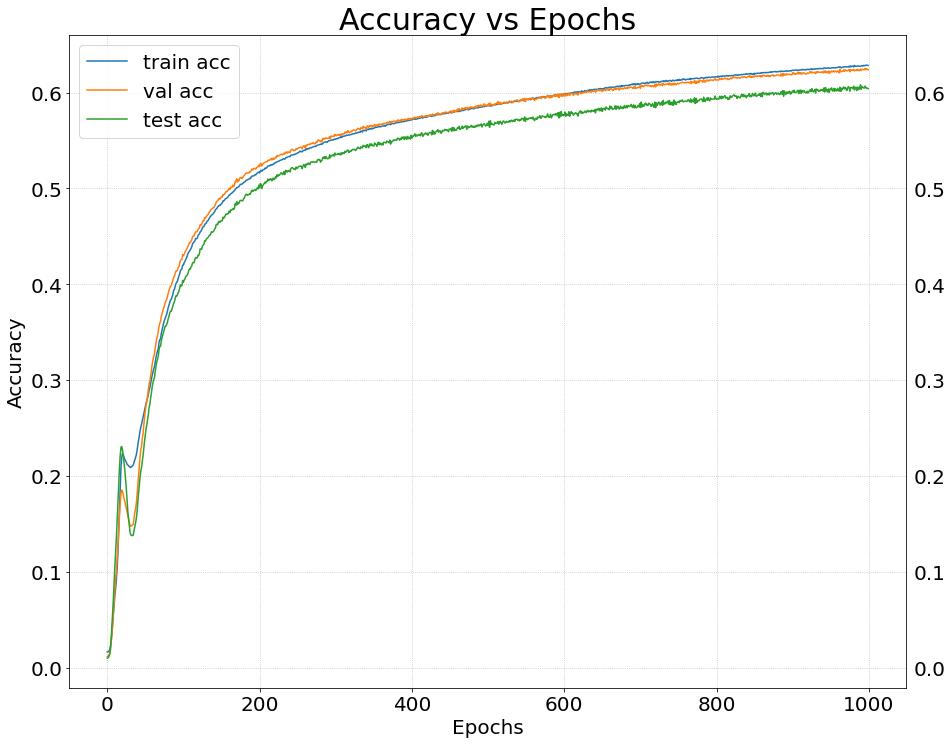 Accuracy vs Epochs
train acc
val acc
test acc
0.6 0.6
0.5 0.5
0.4 0.4
0.3 0.3
0.2 0.2
0.1 0.1
0.0 0.0
Accuracy
0 200 400 600 800 1000
Epochs